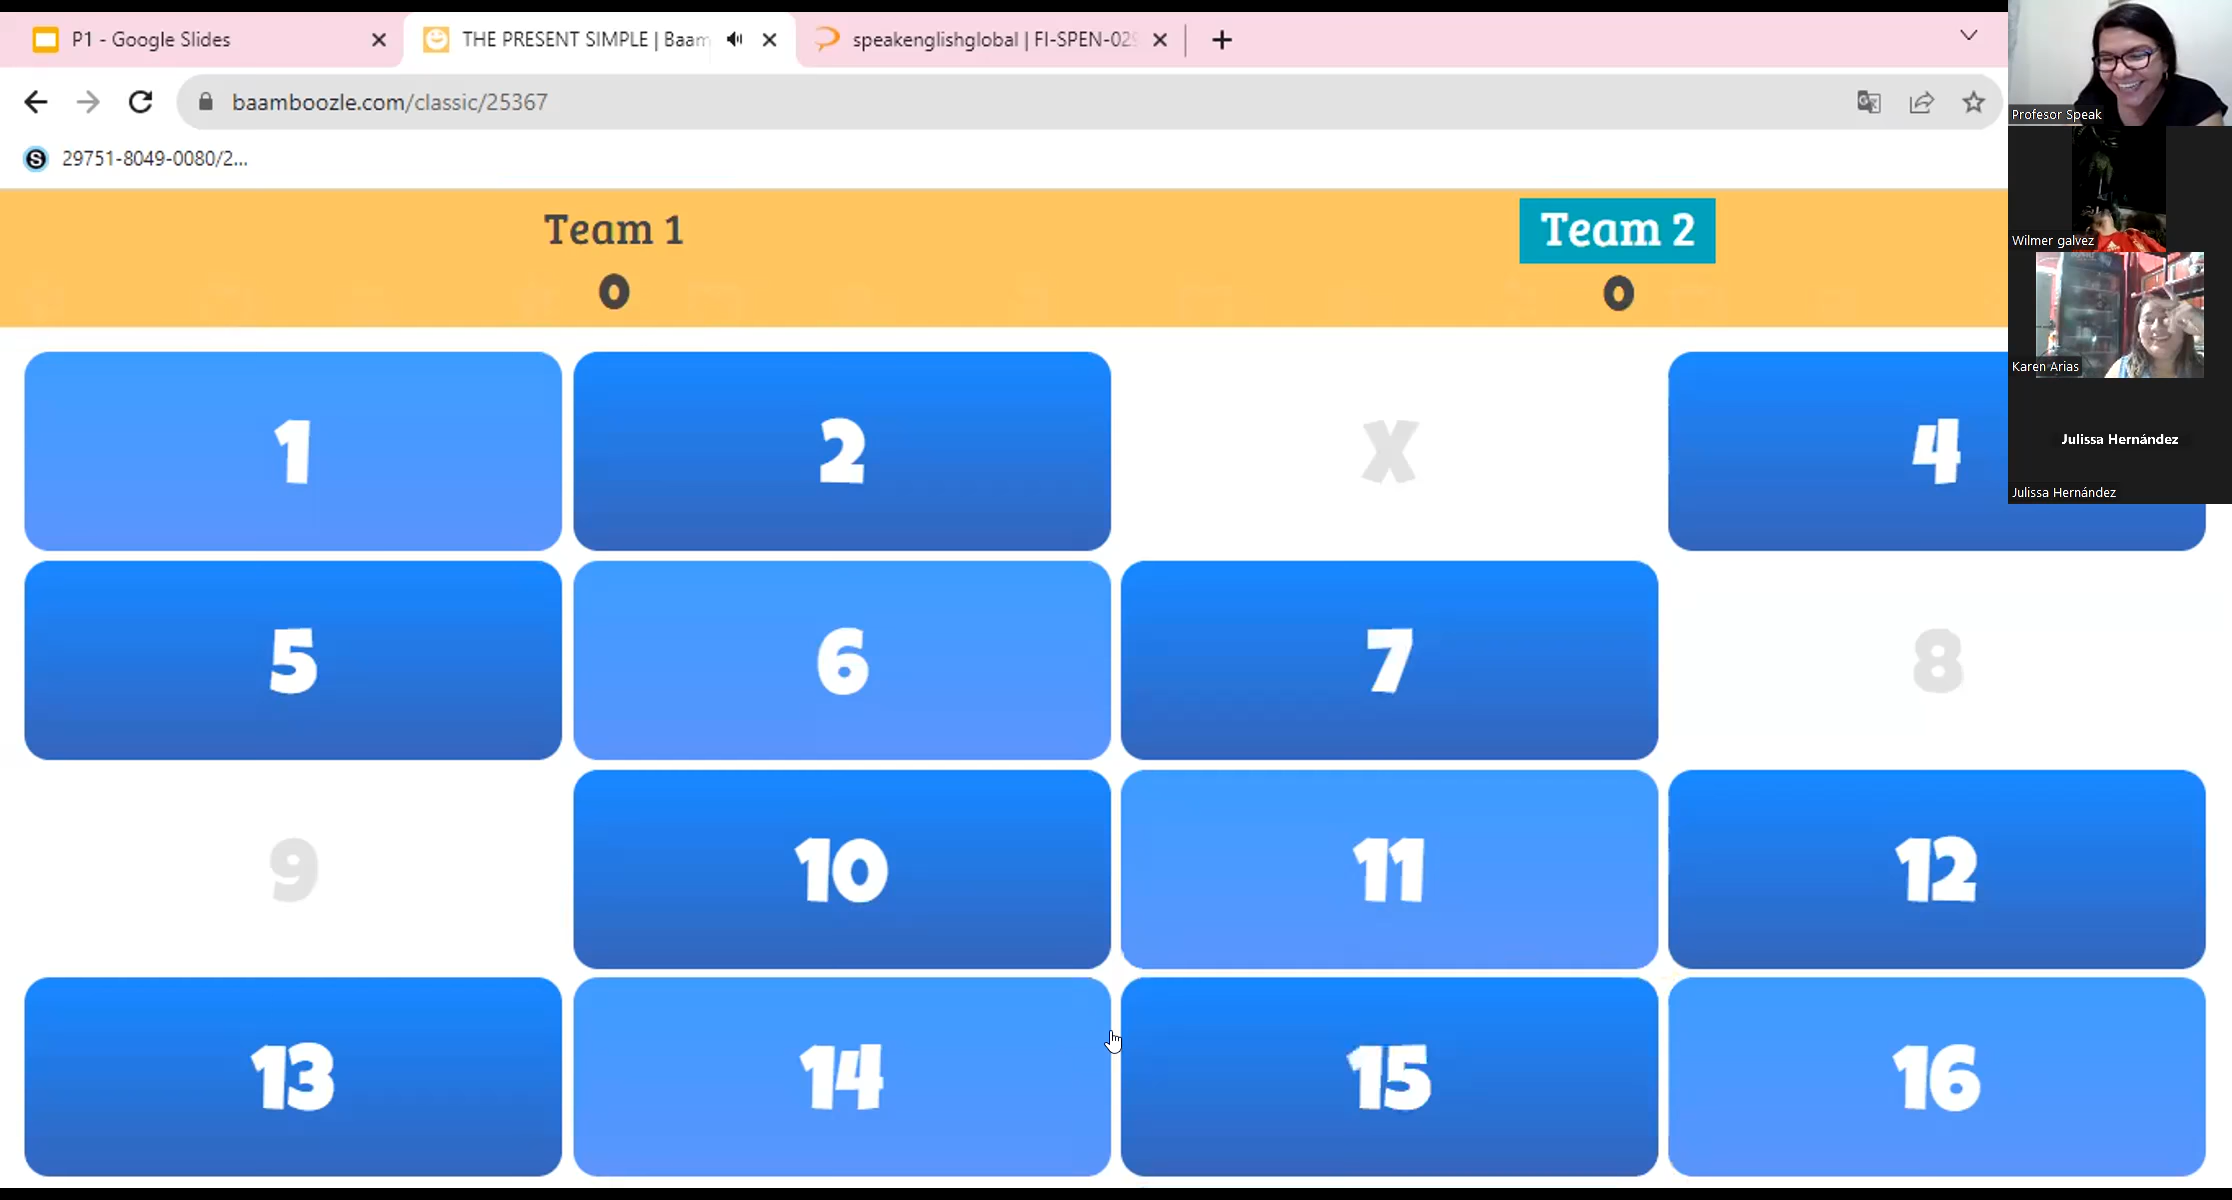 P1 - Google Slides
THE PRESENT SIMPLE | Baam
speakenglishglobal | FI-SPEN-029
baamboozle.com/classic/25367
29751-8049-0080/2...
Team 1
Team 2
0
0
1
2
X
4
5
6
7
8
9
10
11
12
13
14
15
16
Profesor Speak
Wilmer galvez
Karen Arias
Julissa Hernández
Julissa Hernández